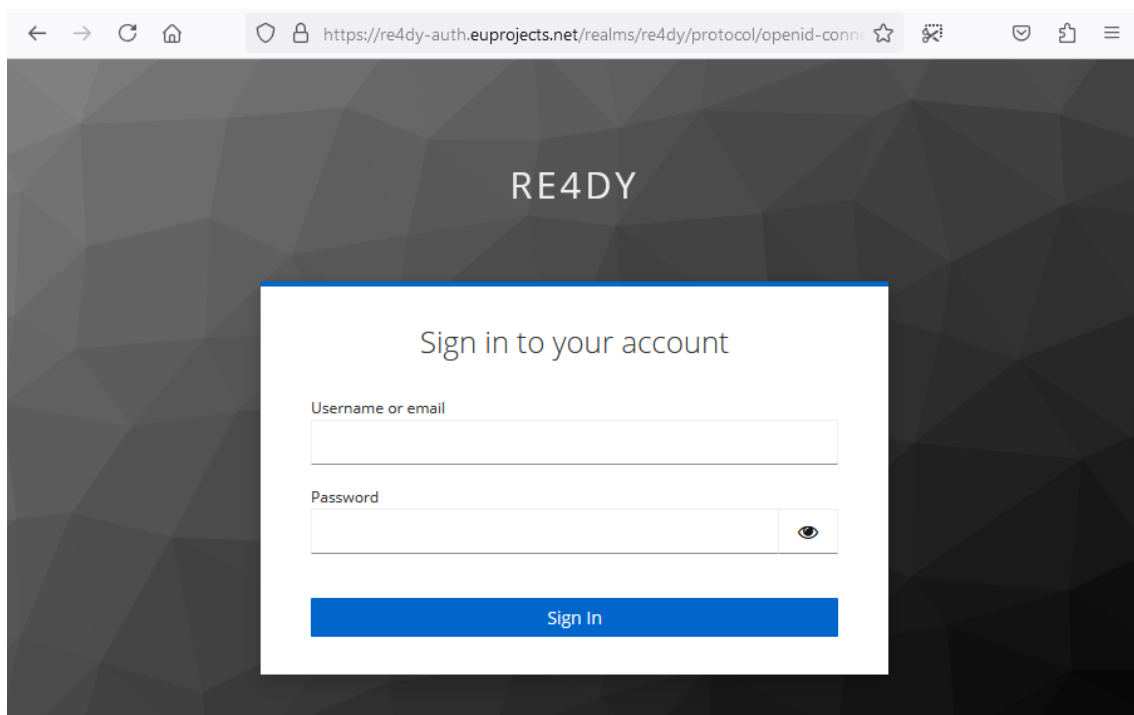 https://re4dy-auth.euprojects.net/realms/re4dy/protocol/openid-conn
RE4DY
Sign in to your account
Username or email
Password
Sign In